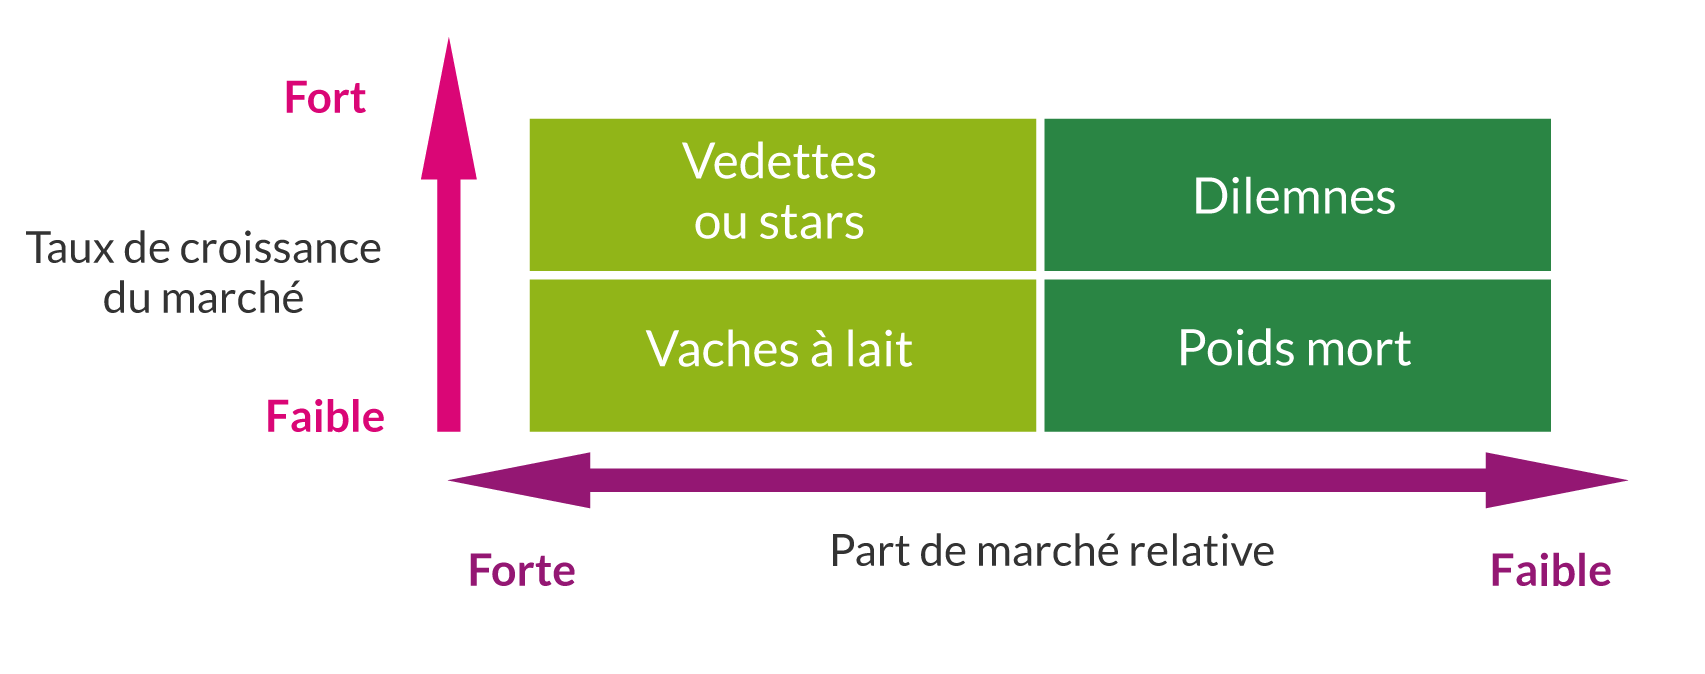 Fort
Taux de croissance
du marché
Faible
Vedettes
ou stars
Dilemnes
Vaches à lait
Poids mort
Forte
Part de marché relative
Faible